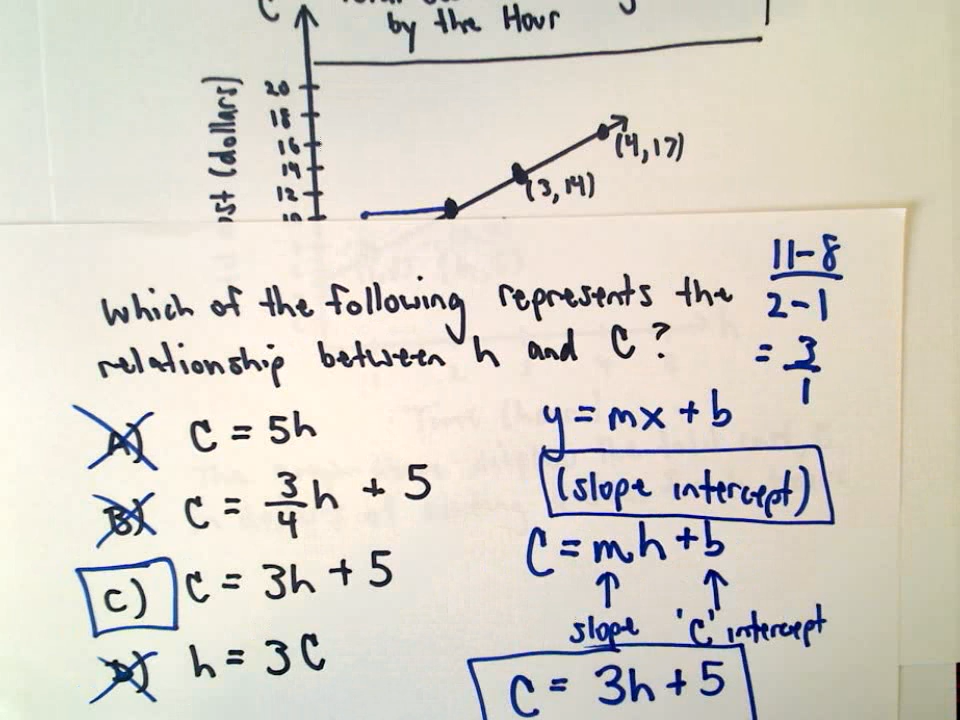 C
by the Hour
20
18
16
14
12
10
(dollars)
(4,17)
(3,14)
Which of the following represents the
relationship between h and C?
A) C = 5h
B) C = 3/4 h + 5
C) C = 3h + 5
D) h = 3C
11-8
2-1
= 3
1
y = mx + b
(slope intercept)
C = mh + b
slope 'C' intercept
C = 3h + 5